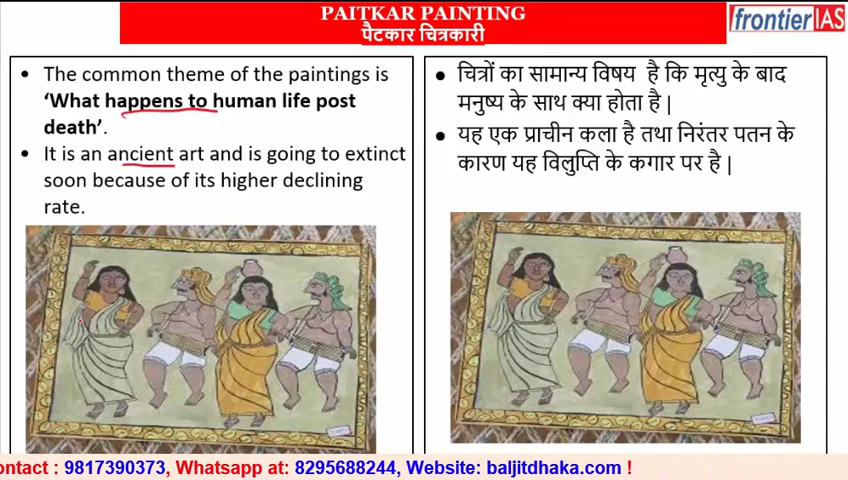 PAITKAR PAINTING
पैटकार चित्रकारी
frontierIAS
• The common theme of the paintings is
‘What happens to human life post
death’.
• It is an ancient art and is going to extinct
soon because of its higher declining
rate.
• चित्रों का सामान्य विषय है कि मृत्यु के बाद
मनुष्य के साथ क्या होता है |
• यह एक प्राचीन कला है तथा निरंतर पतन के
कारण यह विलुप्ति के कगार पर है |
ontact : 9817390373, Whatsapp at: 8295688244, Website: baljitdhaka.com !